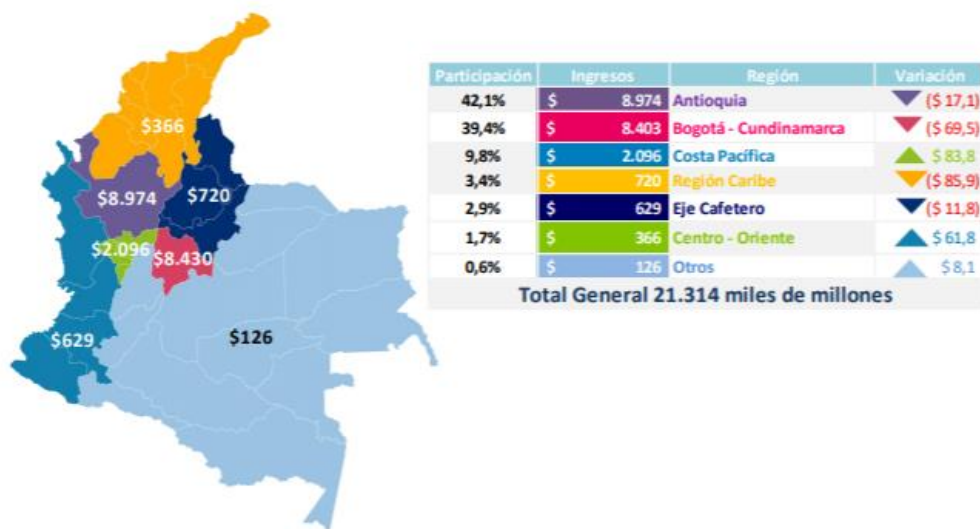 $366
$8.974
$720
$2.096
$8.430
$629
$126
Participación Ingresos Región Variación
42,1% $ 8.974 Antioquia ($ 17,1)
39,4% $ 8.403 Bogotá - Cundinamarca ($ 69,5)
9,8% $ 2.096 Costa Pacífica $ 83,8
3,4% $ 720 Región Caribe ($ 85,9)
2,9% $ 629 Eje Cafetero ($ 11,8)
1,7% $ 366 Centro - Oriente $ 61,8
0,6% $ 126 Otros $ 8,1
Total General 21.314 miles de millones